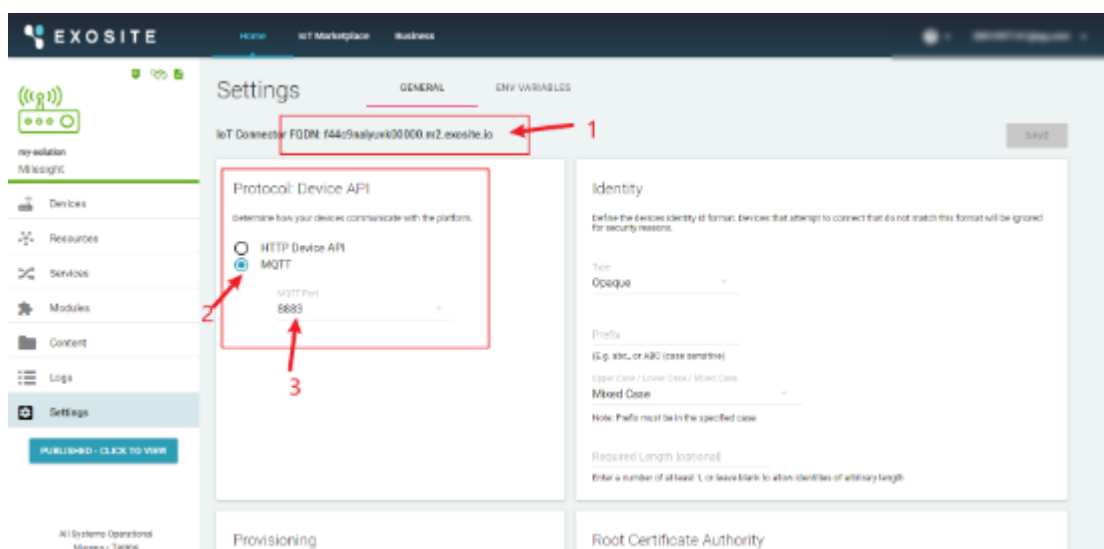 EXOSITE
Home IoT Marketplace Business
my-solution
Milesight
Devices
Resources
Services
Modules
Content
Logs
Settings
PUBLISHED - CLICK TO VIEW
All Systems Operational
Settings GENERAL ENV VARIABLES
IoT Connector FQDN: 1
SAVE
Protocol: Device API
Determine how your devices communicate with the platform.
HTTP Device API
MQTT
2
MQTT Port
8883
3
Identity
Define the devices identity id format. Devices that attempt to connect that do not match this format will be ignored
for security reasons.
Type
Opaque
Prefix
(E.g. abc_ or ABC (case sensitive)
Upper Case / Lower Case / Mixed Case
Mixed Case
Note: Prefix must be in the specified case
Required Length (optional)
Enter a number of at least 1, or leave blank to allow identities of arbitrary length
Provisioning
Root Certificate Authority